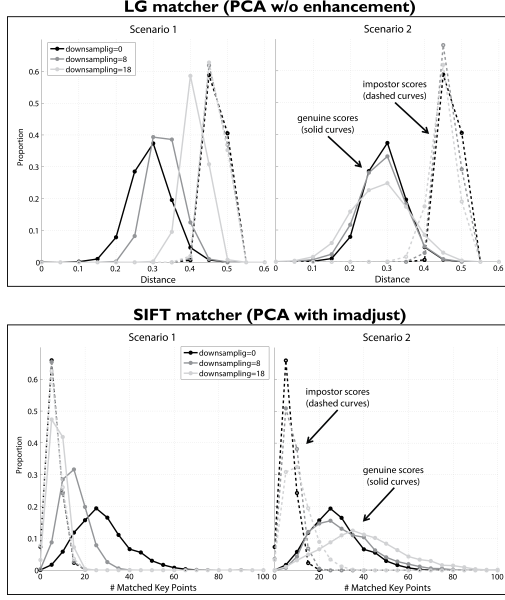 LG matcher (PCA w/o enhancement)
Scenario 1
Scenario 2
downsamplig=0
downsampling=8
downsampling=18
impostor scores
(dashed curves)
genuine scores
(solid curves)
Proportion
0.6
0.5
0.4
0.3
0.2
0.1
0
0 0.1 0.2 0.3 0.4 0.5 0.6
0.1 0.2 0.3 0.4 0.5 0.6
Distance
Distance
SIFT matcher (PCA with imadjust)
Scenario 1
Scenario 2
downsamplig=0
downsampling=8
downsampling=18
impostor scores
(dashed curves)
genuine scores
(solid curves)
Proportion
0.6
0.5
0.4
0.3
0.2
0.1
0
0 20 40 60 80 100
0 20 40 60 80 100
# Matched Key Points
# Matched Key Points